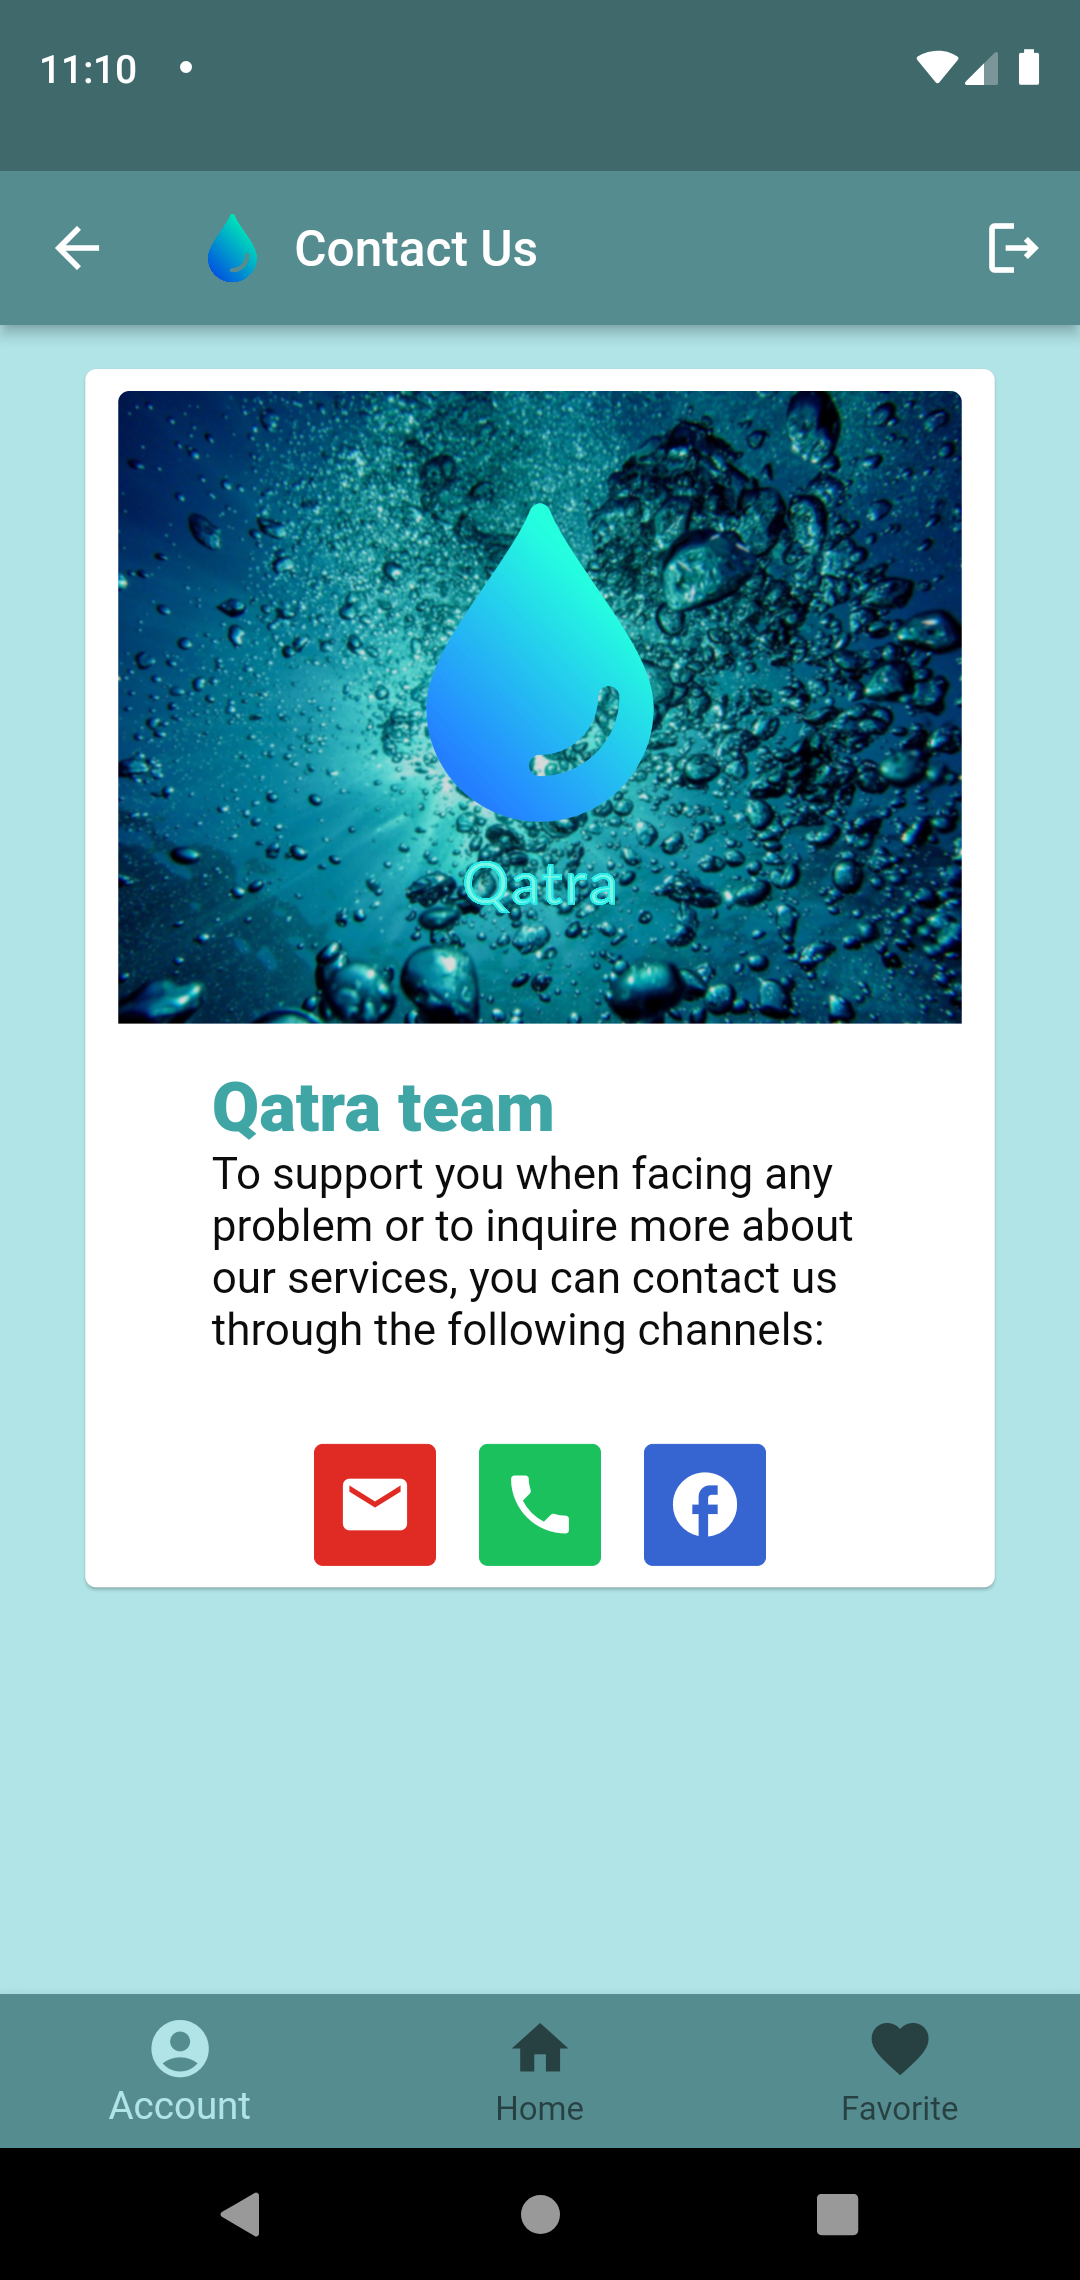 11:10
Contact Us
Qatra
Qatra team
To support you when facing any
problem or to inquire more about
our services, you can contact us
through the following channels:
Account
Home
Favorite